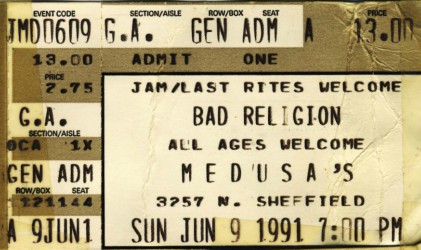 EVENT CODE SECTION/AISLE ROW/BOX SEAT PRICE
JMD0609 G.A. GEN ADM A 13.00
13.00 ADMIT ONE
PRICE
2.75 JAM/LAST RITES WELCOME
G.A. BAD RELIGION
SECTION/AISLE
1X ALL AGES WELCOME
GEN ADM MEDUSA'S
ROW/BOX SEAT
121144 3257 N. SHEFFIELD
A 9JUN1 SUN JUN 9 1991 7:00 PM